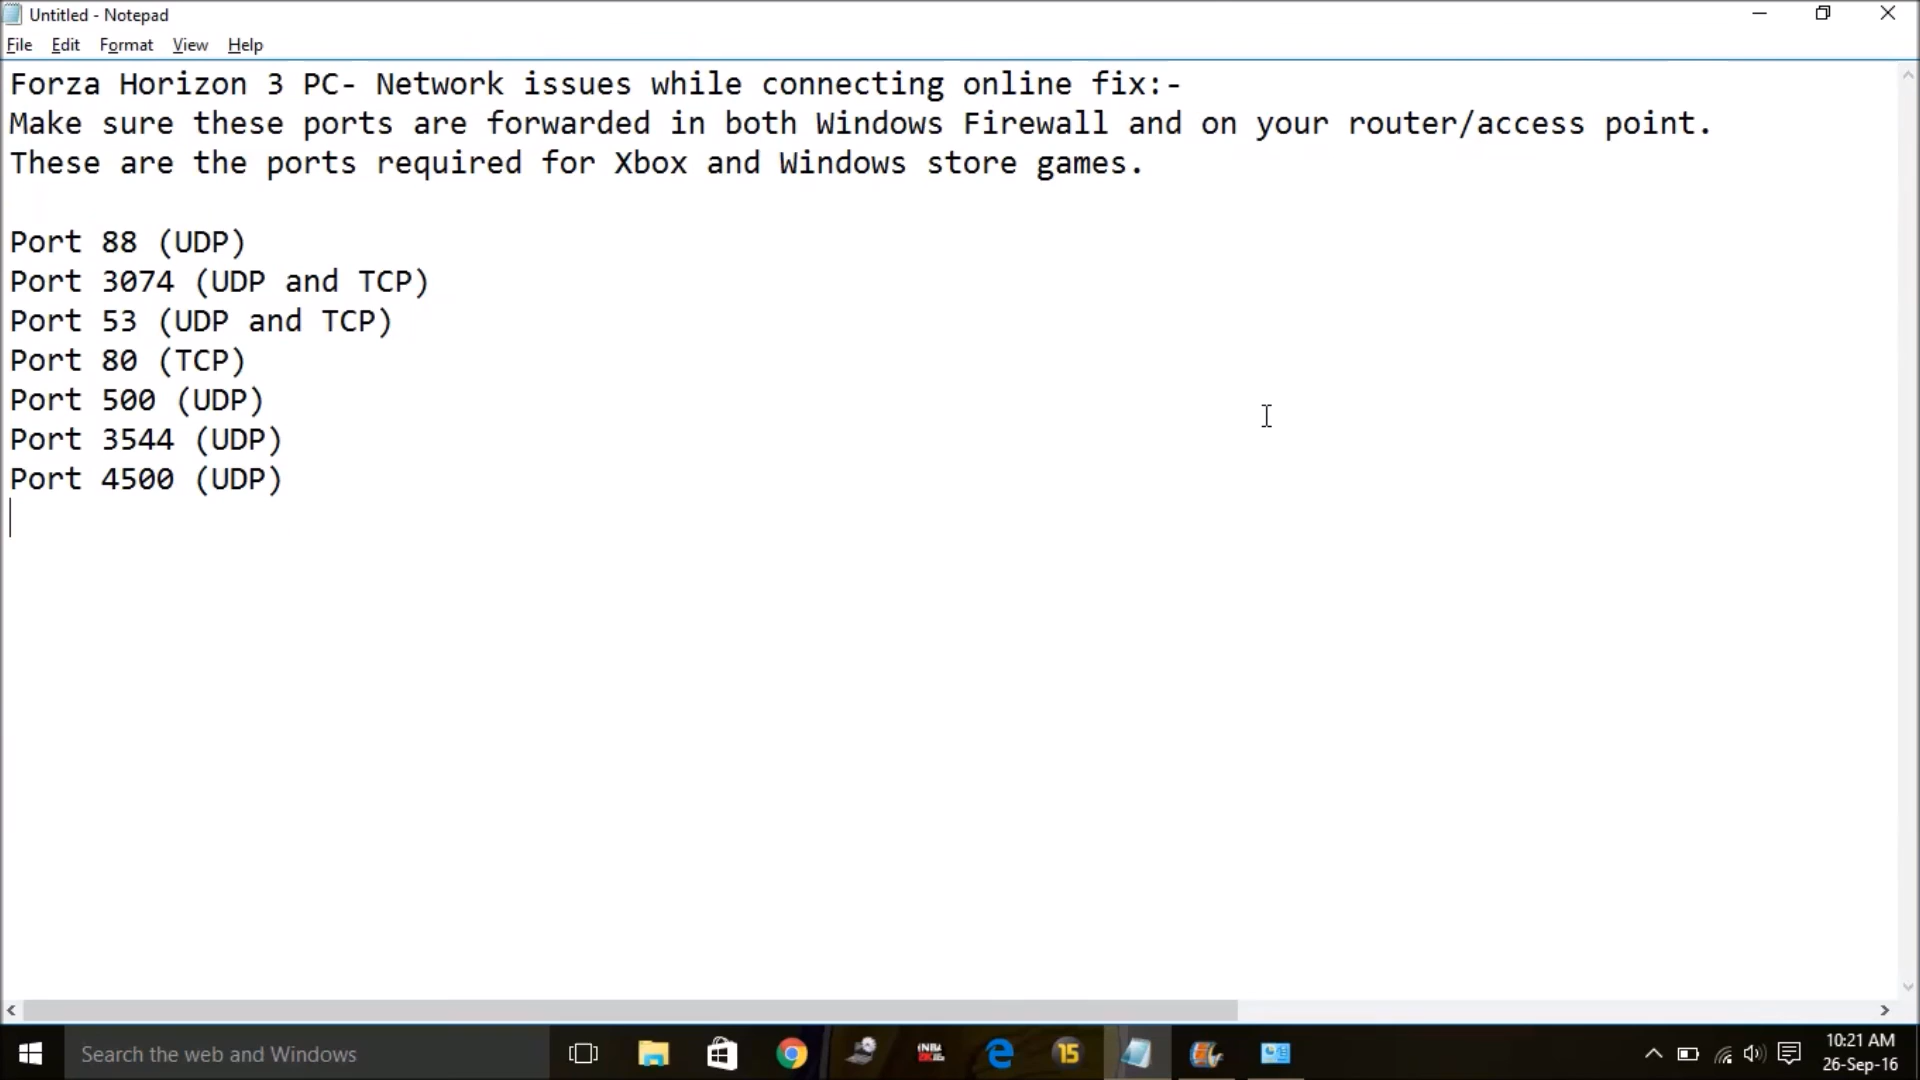 Untitled - Notepad
File Edit Format View Help
Forza Horizon 3 PC- Network issues while connecting online fix:-
Make sure these ports are forwarded in both Windows Firewall and on your router/access point.
These are the ports required for Xbox and Windows store games.
Port 88 (UDP)
Port 3074 (UDP and TCP)
Port 53 (UDP and TCP)
Port 80 (TCP)
Port 500 (UDP)
Port 3544 (UDP)
Port 4500 (UDP)
Search the web and Windows
15
10:21 AM
26-Sep-16